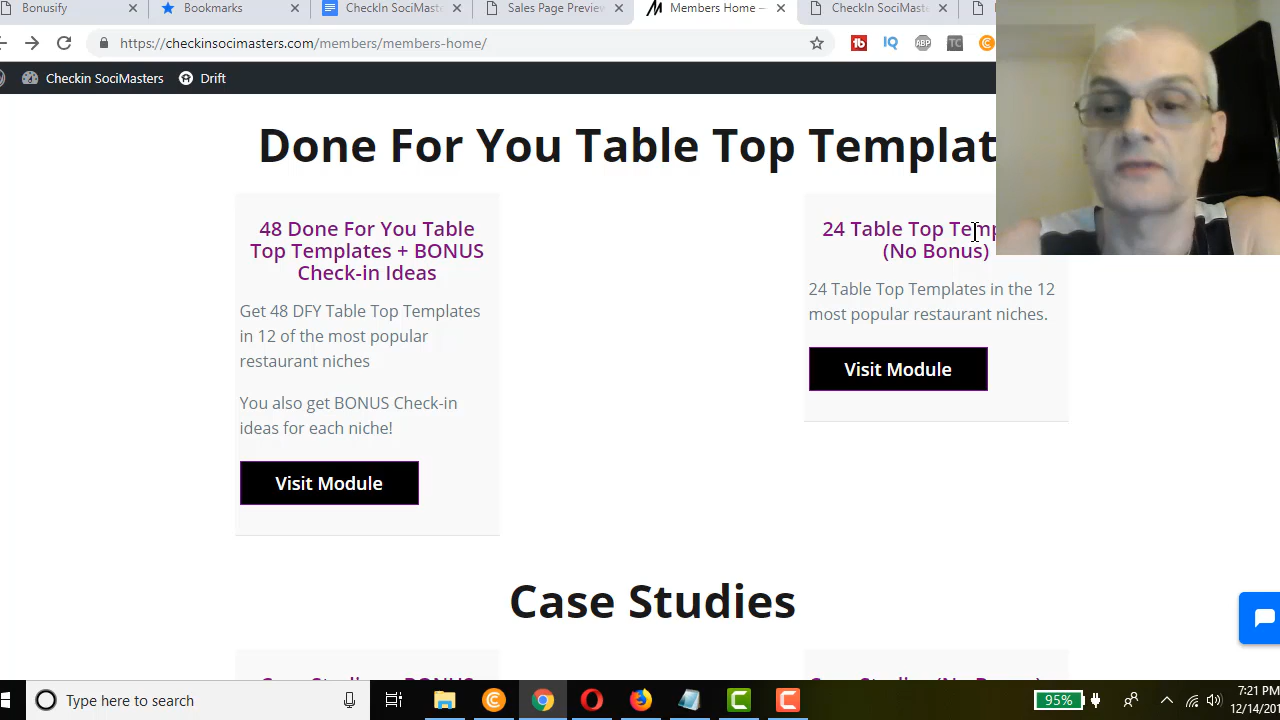 Bonusify
Bookmarks
CheckIn SociMasters
Sales Page Preview
Members Home —
CheckIn SociMasters
https://checkinsocimasters.com/members/members-home/
Checkin SociMasters
Drift
Done For You Table Top Templat
48 Done For You Table
Top Templates + BONUS
Check-in Ideas
Get 48 DFY Table Top Templates
in 12 of the most popular
restaurant niches
You also get BONUS Check-in
ideas for each niche!
Visit Module
24 Table Top Temp
(No Bonus)
24 Table Top Templates in the 12
most popular restaurant niches.
Visit Module
Case Studies
Type here to search
95%
7:21 PM
12/14/201